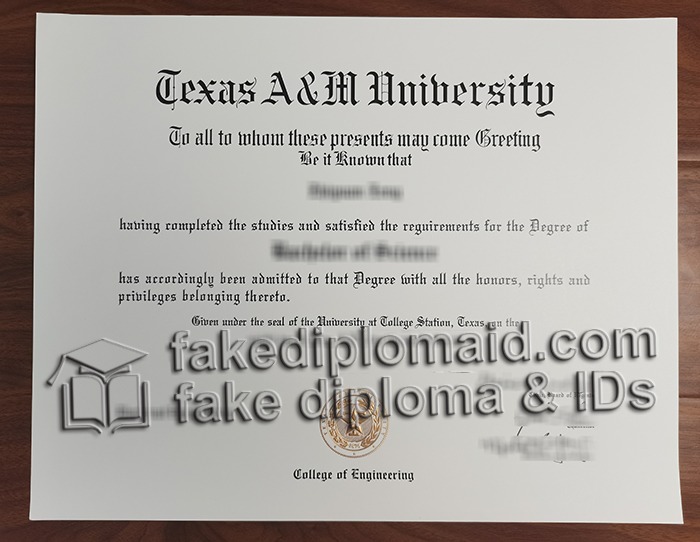 Texas A&M University
To all to whom these presents may come Greeting
Be it Known that
having completed the studies and satisfied the requirements for the Degree of
has accordingly been admitted to that Degree with all the honors, rights and
privileges belonging thereto.
Given under the seal of the University at College Station, Texas, on the
fakediplomaid.com
fake diploma & IDs
College of Engineering